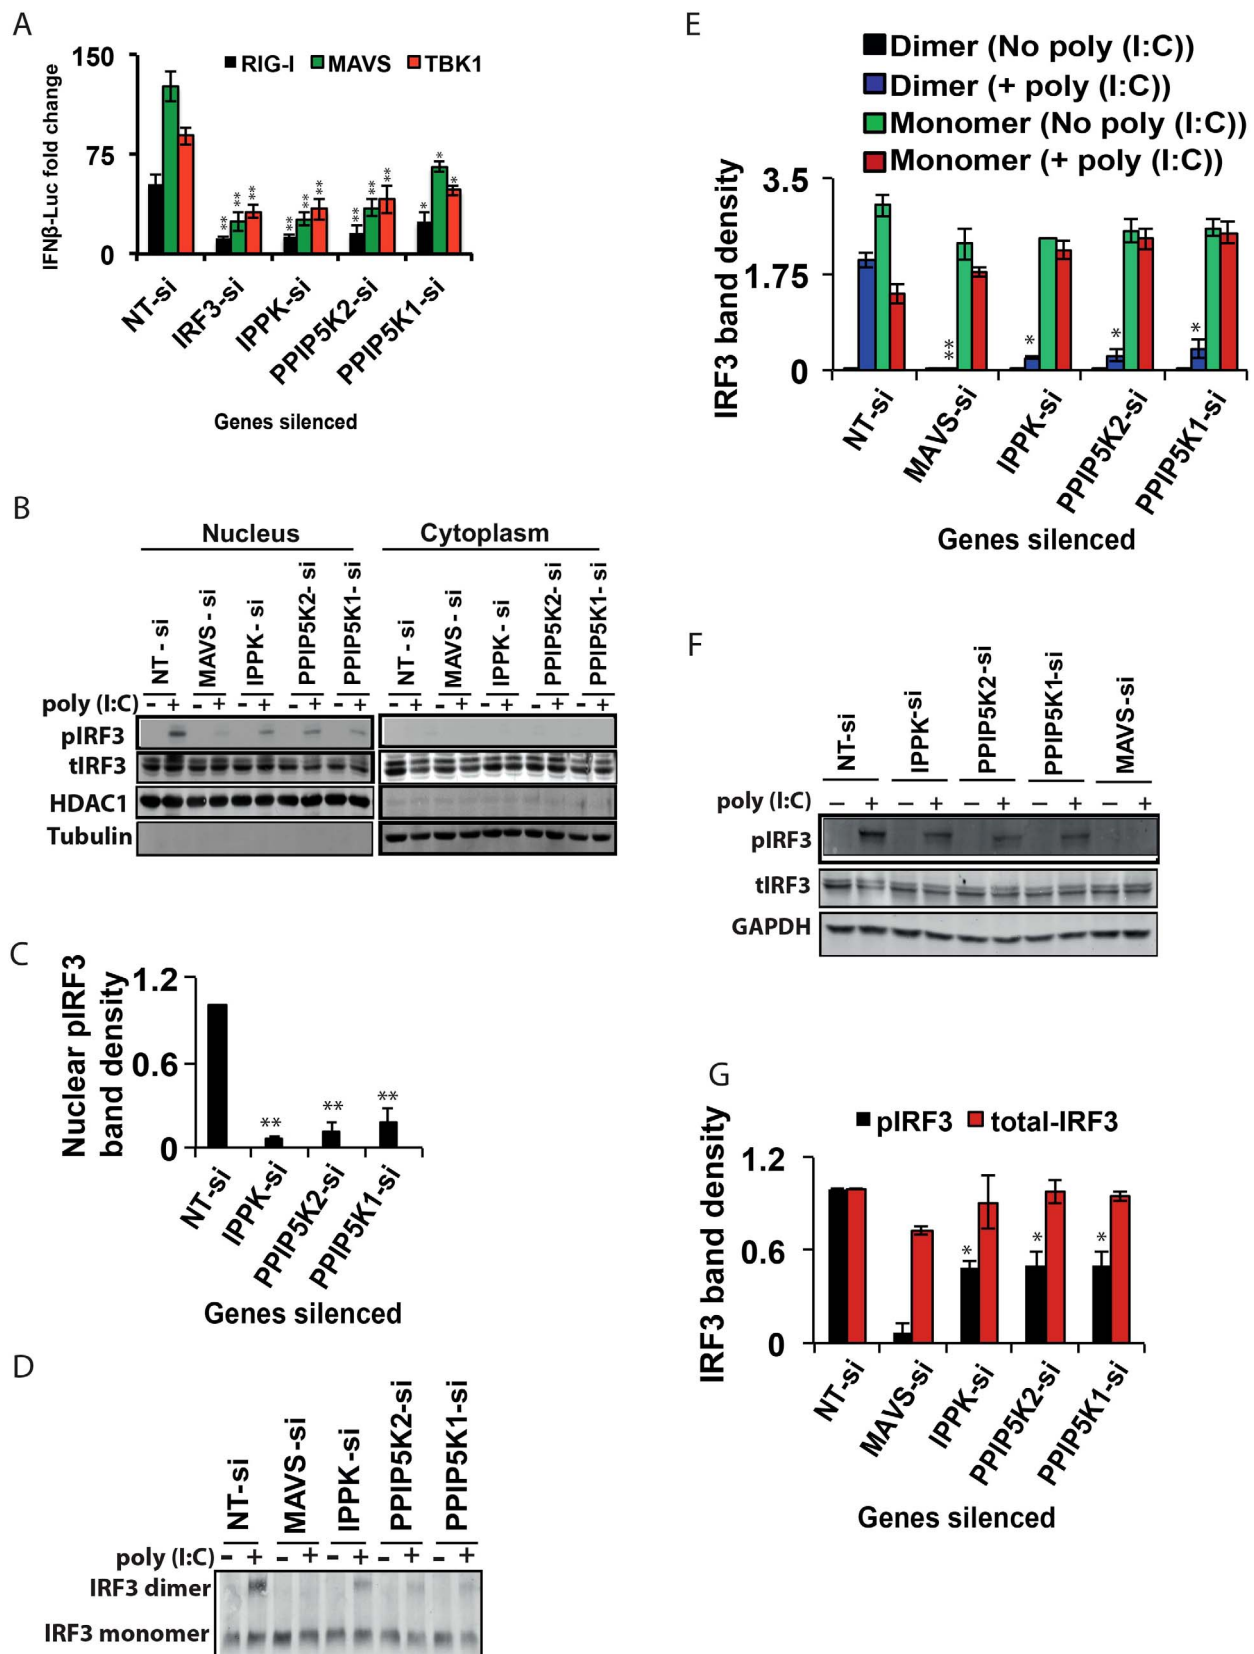 A
150
75
0
IFNβ-Luc fold change
RIG-I MAVS TBK1
** ** ** ** ** ** ** ** ** * * *
NT-si
IRF3-si
IPPK-si
PPIP5K2-si
PPIP5K1-si
Genes silenced
B
Nucleus Cytoplasm
NT - si MAVS - si IPPK - si PPIP5K2- si PPIP5K1- si NT - si MAVS - si IPPK - si PPIP5K2- si PPIP5K1- si
poly (I:C) - + - + - + - + - + - + - + - + - + - +
pIRF3
tIRF3
HDAC1
Tubulin
C
Nuclear pIRF3
band density
1.2
0.6
0
** ** **
NT-si
IPPK-si
PPIP5K2-si
PPIP5K1-si
Genes silenced
D
NT-si MAVS-si IPPK-si PPIP5K2-si PPIP5K1-si
poly (I:C) - + - + - + - + - +
IRF3 dimer
IRF3 monomer
E
Dimer (No poly (I:C))
Dimer (+ poly (I:C))
Monomer (No poly (I:C))
Monomer (+ poly (I:C))
IRF3 band density
3.5
1.75
0
** * * *
NT-si
MAVS-si
IPPK-si
PPIP5K2-si
PPIP5K1-si
Genes silenced
F
NT-si IPPK-si PPIP5K2-si PPIP5K1-si MAVS-si
poly (I:C) − + − + − + − + − +
pIRF3
tIRF3
GAPDH
G
pIRF3 total-IRF3
IRF3 band density
1.2
0.6
0
* * *
NT-si
MAVS-si
IPPK-si
PPIP5K2-si
PPIP5K1-si
Genes silenced